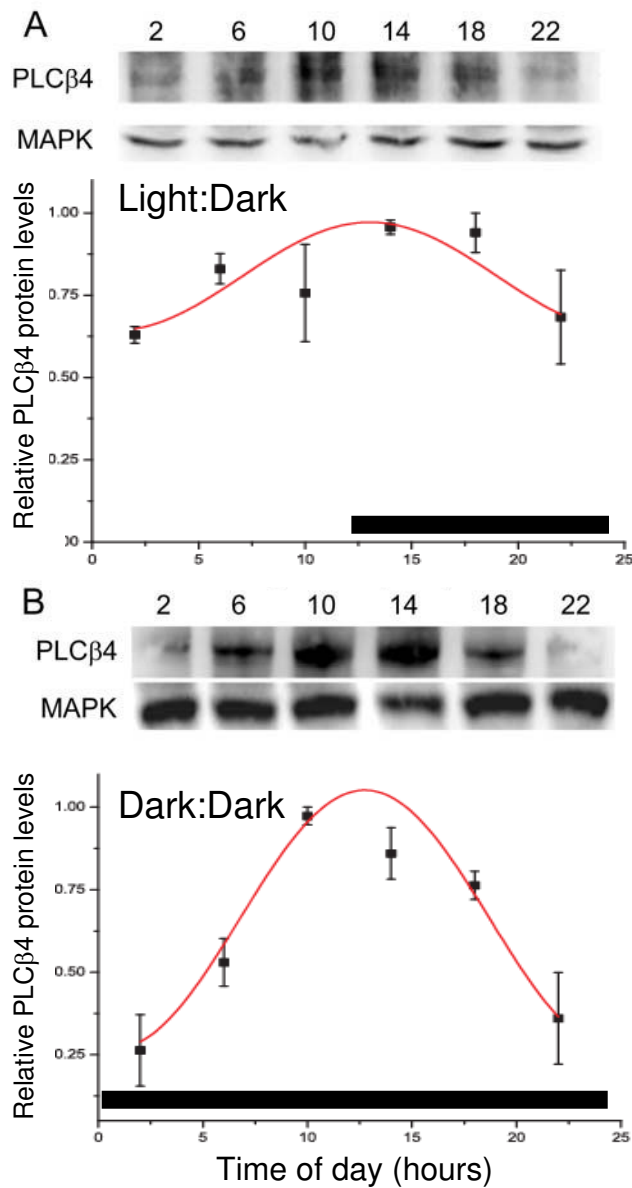 A
2 6 10 14 18 22
PLCβ4
MAPK
Light:Dark
Relative PLCβ4 protein levels
1.00
0.75
0.50
0.25
00
0 5 10 15 20 25
B
2 6 10 14 18 22
PLCβ4
MAPK
Dark:Dark
Relative PLCβ4 protein levels
1.00
0.75
0.50
0.25
0 5 10 15 20 25
Time of day (hours)